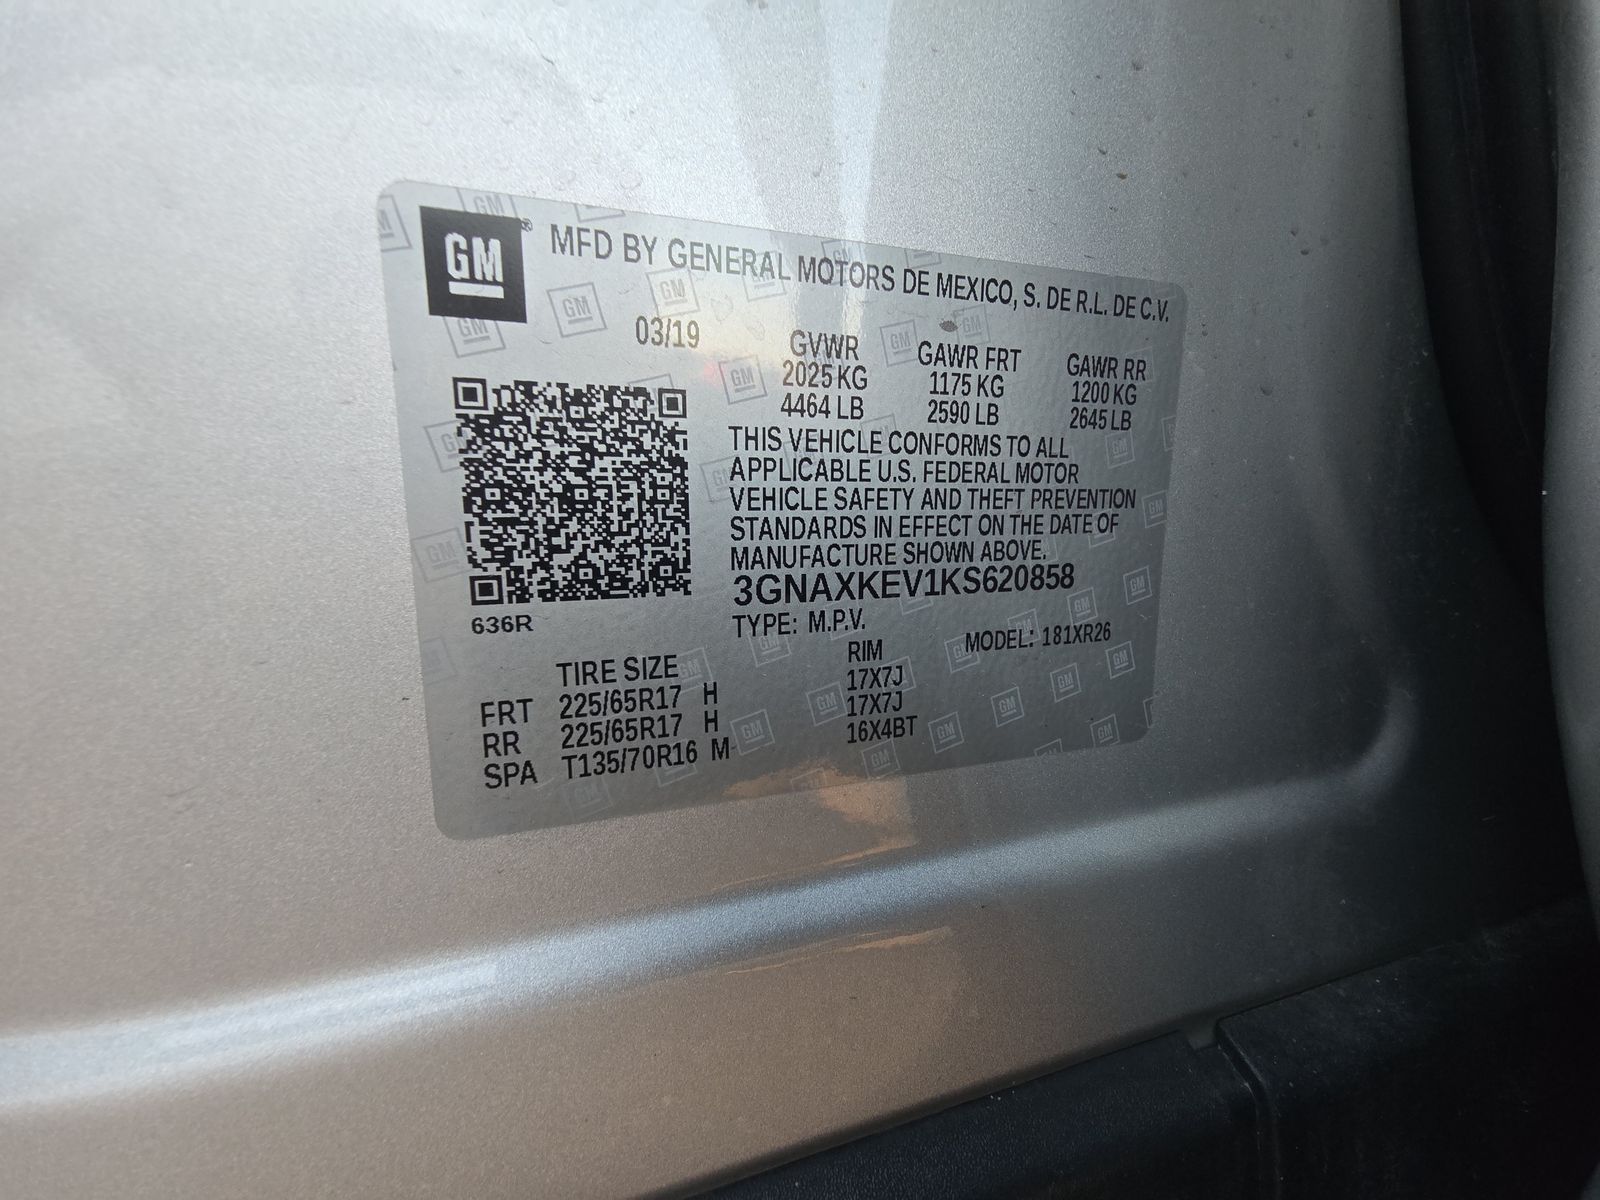 GM® MFD BY GENERAL MOTORS DE MEXICO, S. DE R.L. DE C.V.
03/19 GVWR GAWR FRT GAWR RR
2025 KG 1175 KG 1200 KG
4464 LB 2590 LB 2645 LB
THIS VEHICLE CONFORMS TO ALL
APPLICABLE U.S. FEDERAL MOTOR
VEHICLE SAFETY AND THEFT PREVENTION
STANDARDS IN EFFECT ON THE DATE OF
MANUFACTURE SHOWN ABOVE.
3GNAXKEV1KS620858
636R TYPE: M.P.V. MODEL: 181XR26
TIRE SIZE RIM
FRT 225/65R17 H 17X7J
RR 225/65R17 H 17X7J
SPA T135/70R16 M 16X4BT